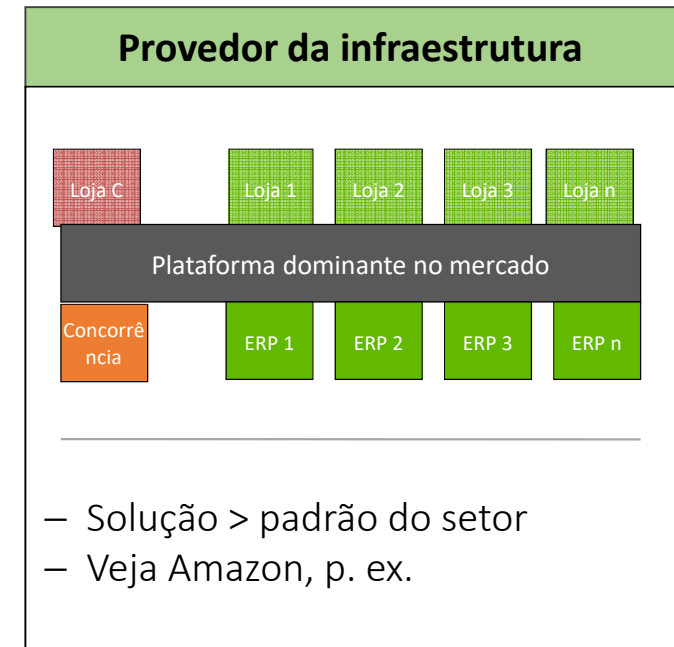 Provedor da infraestrutura
Loja C
Loja 1
Loja 2
Loja 3
Loja n
Plataforma dominante no mercado
Concorrê
ncia
ERP 1
ERP 2
ERP 3
ERP n
– Solução > padrão do setor
– Veja Amazon, p. ex.